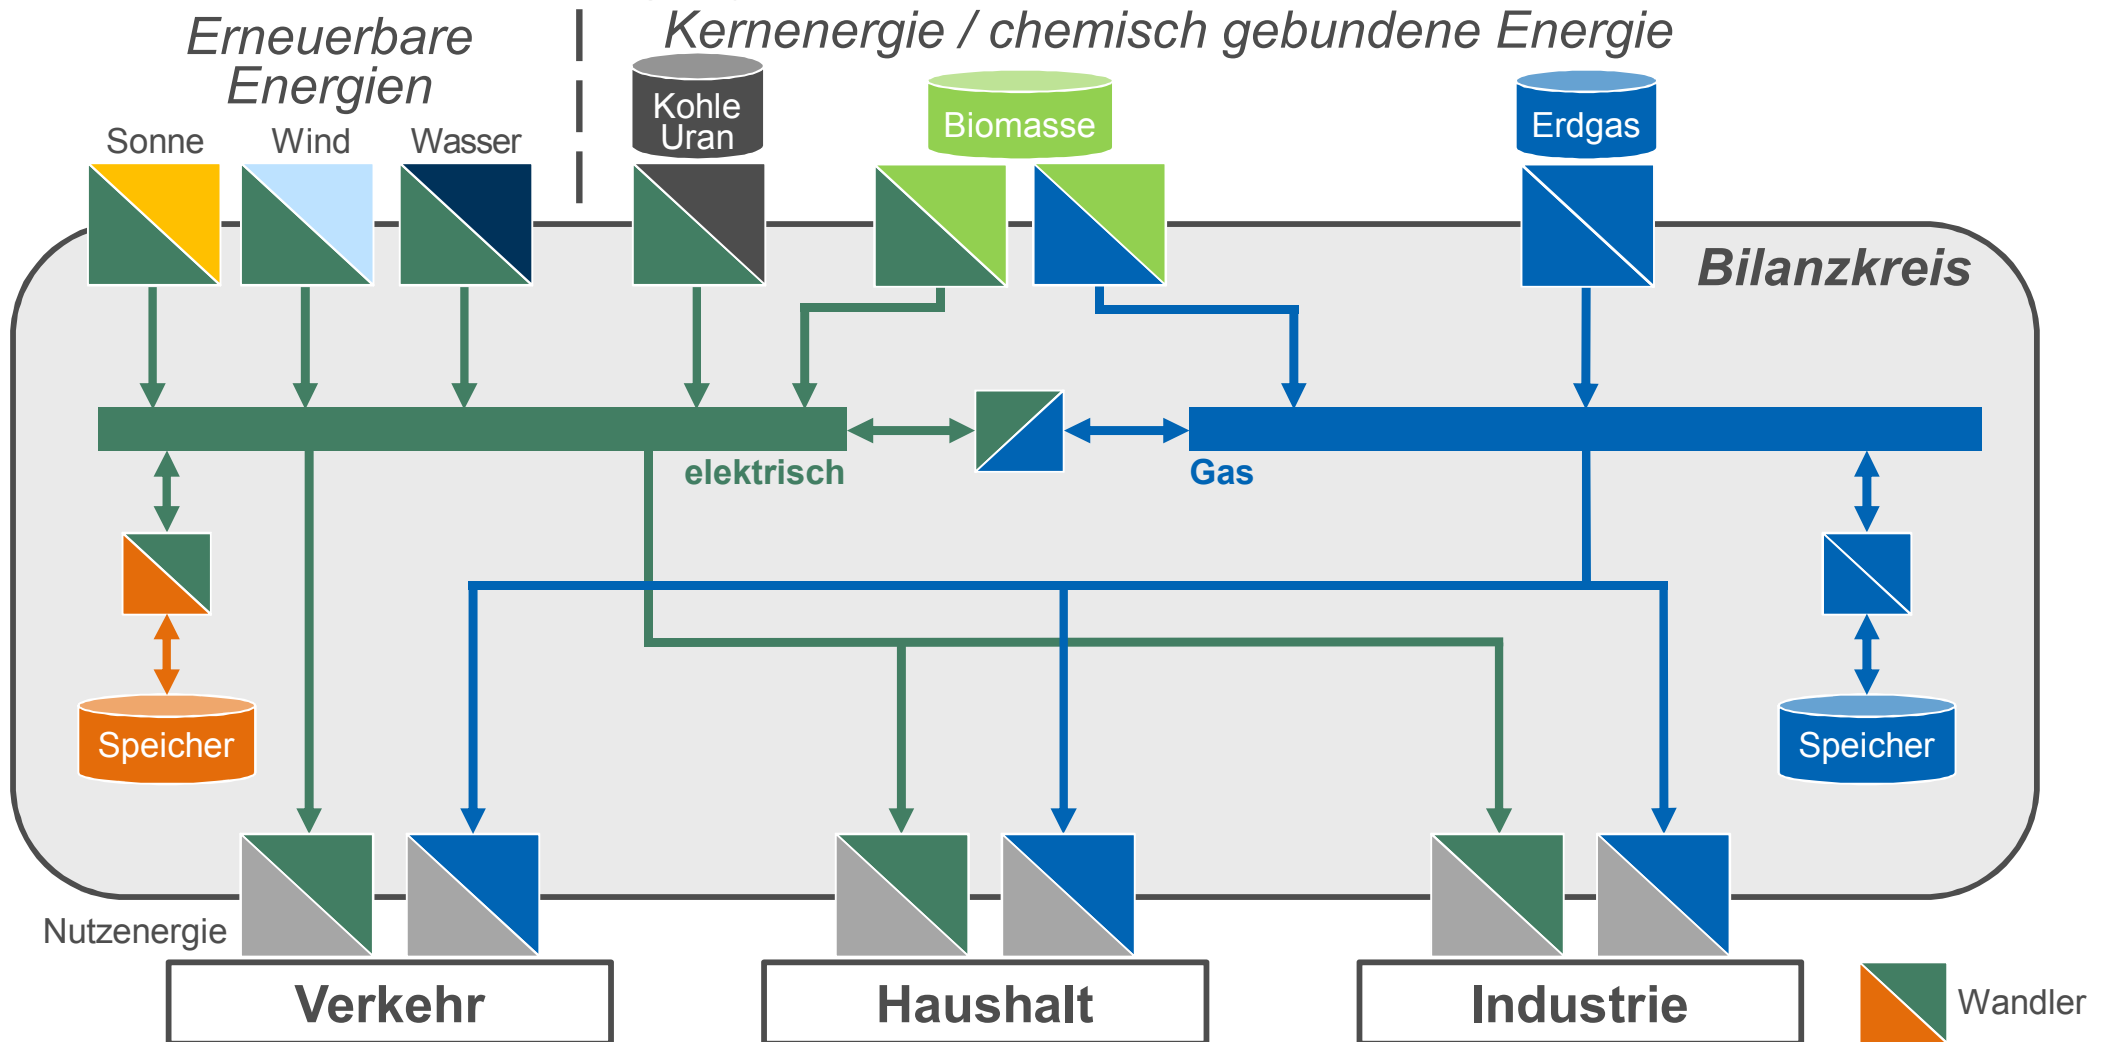 Erneuerbare
Energien
Kernenergie / chemisch gebundene Energie
Sonne
Wind
Wasser
Kohle
Uran
Biomasse
Erdgas
Bilanzkreis
elektrisch
Gas
Speicher
Speicher
Nutzenergie
Verkehr
Haushalt
Industrie
Wandler